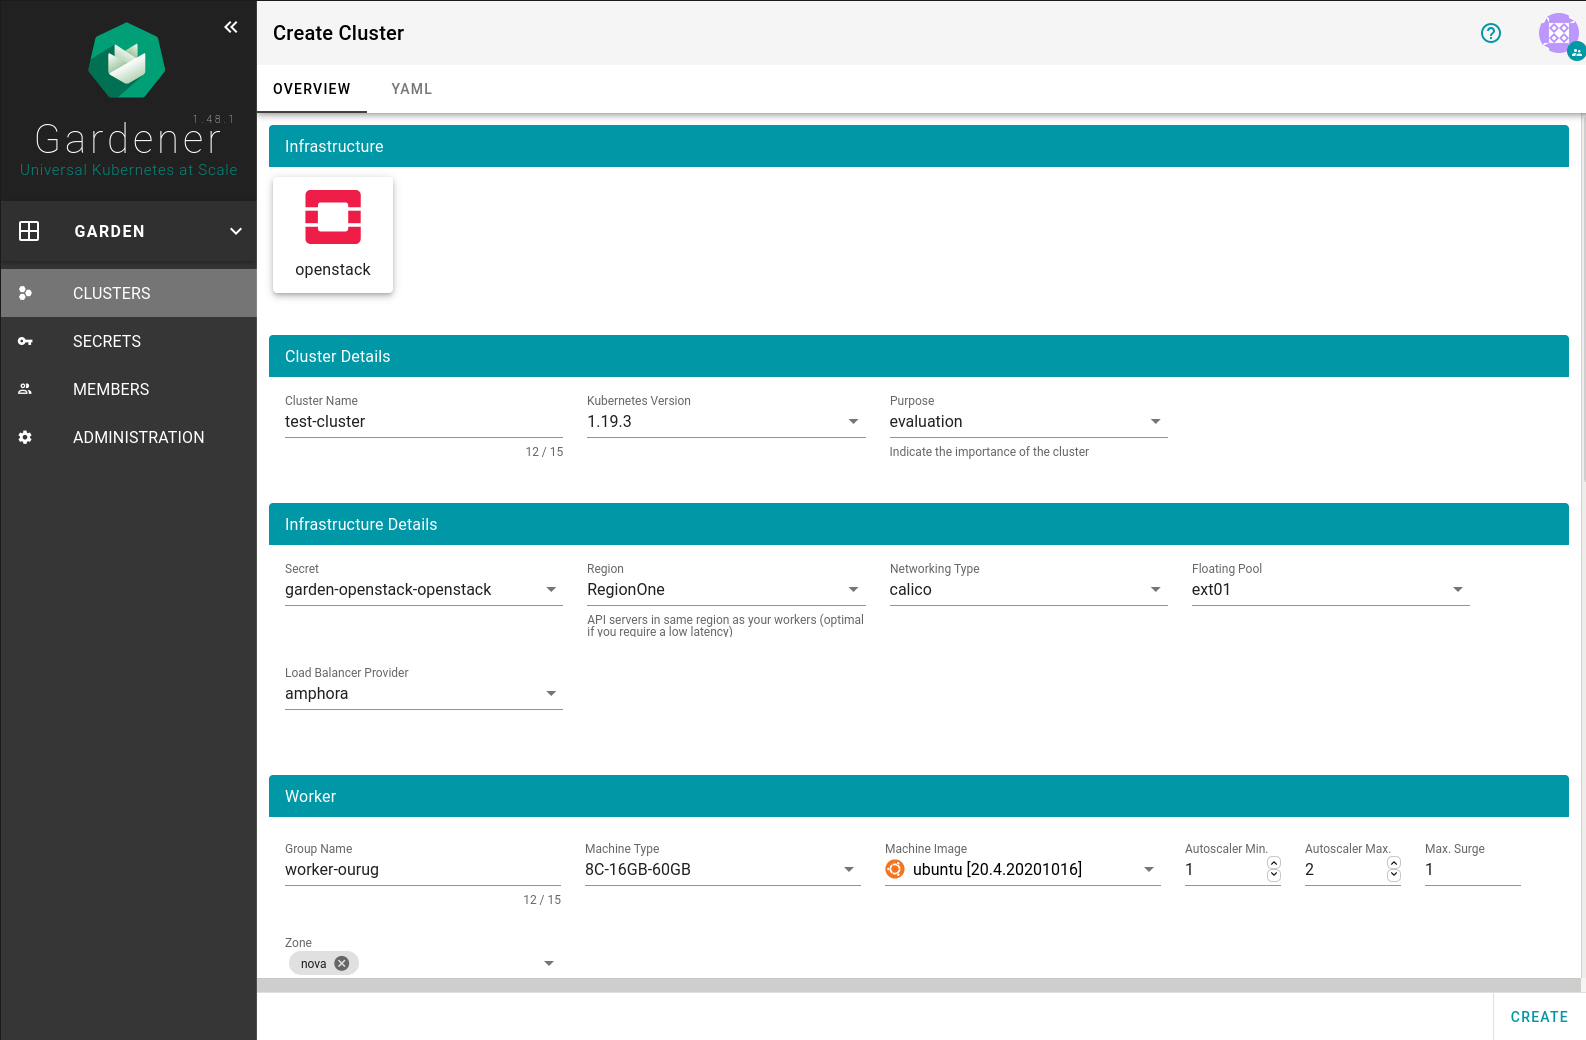 1.48.1
Gardener
Universal Kubernetes at Scale
GARDEN
CLUSTERS
SECRETS
MEMBERS
ADMINISTRATION
Create Cluster
OVERVIEW YAML
Infrastructure
openstack
Cluster Details
Cluster Name Kubernetes Version Purpose
test-cluster 1.19.3 evaluation
12 / 15 Indicate the importance of the cluster
Infrastructure Details
Secret Region Networking Type Floating Pool
garden-openstack-openstack RegionOne calico ext01
API servers in same region as your workers (optimal
if you require a low latency)
Load Balancer Provider
amphora
Worker
Group Name Machine Type Machine Image Autoscaler Min. Autoscaler Max. Max. Surge
worker-ourug 8C-16GB-60GB ubuntu [20.4.20201016] 1 2 1
12 / 15
Zone
nova
CREATE